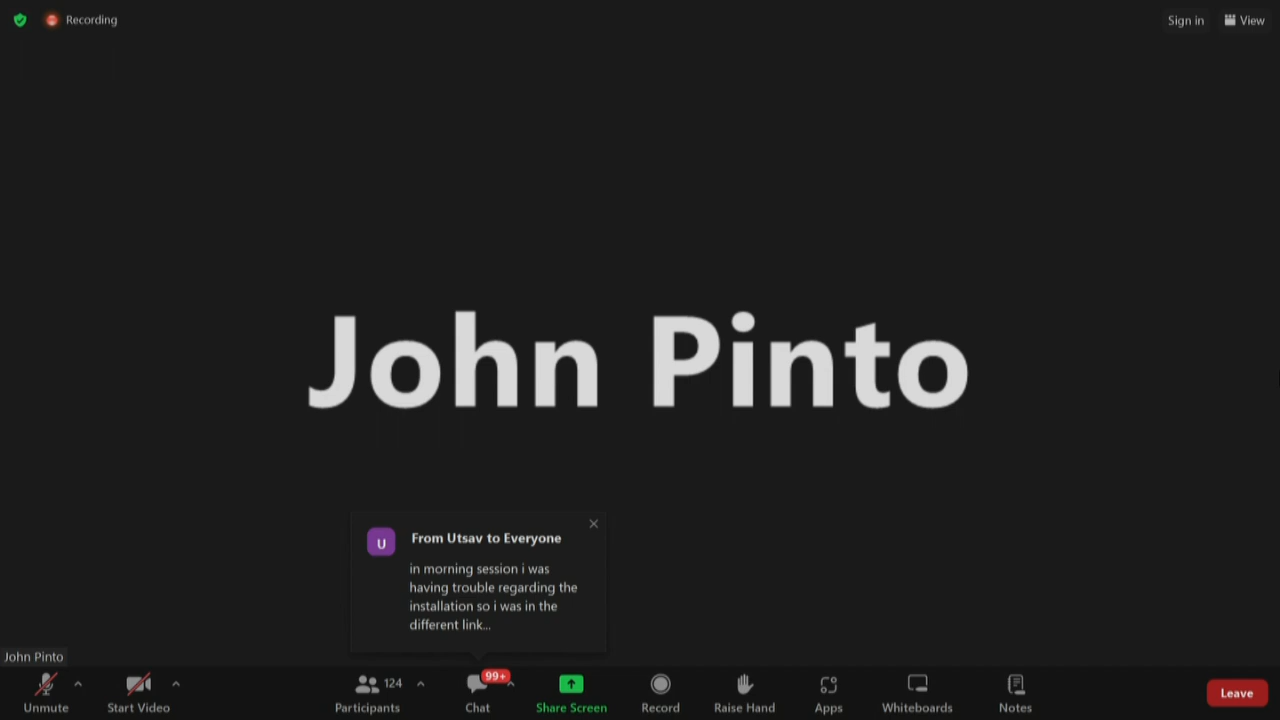 Recording
Sign in
View
John Pinto
U
From Utsav to Everyone
in morning session i was
having trouble regarding the
installation so i was in the
different link...
John Pinto
Unmute
Start Video
124
Participants
99+
Chat
Share Screen
Record
Raise Hand
Apps
Whiteboards
Notes
Leave